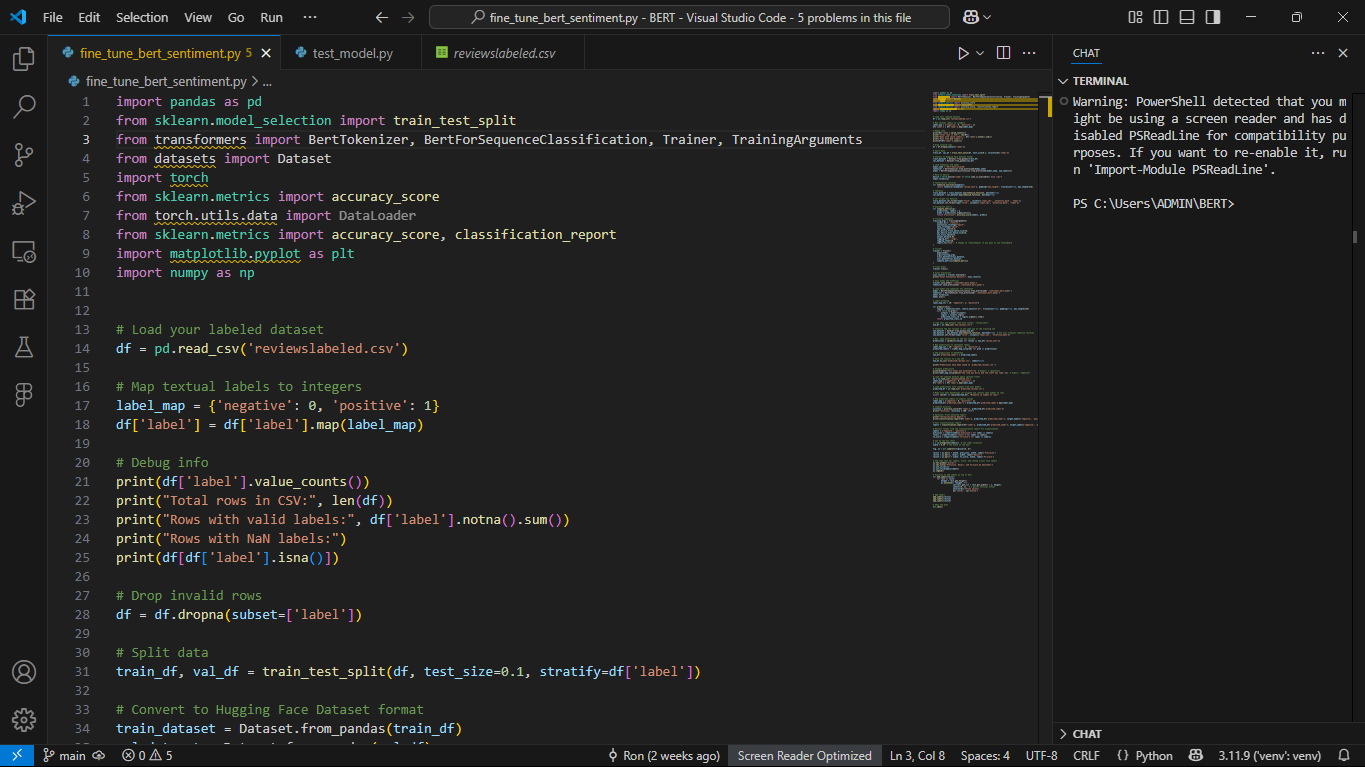 File Edit Selection View Go Run ··· fine_tune_bert_sentiment.py - BERT - Visual Studio Code - 5 problems in this file
fine_tune_bert_sentiment.py 5 test_model.py reviewslabeled.csv
fine_tune_bert_sentiment.py > ...
1 import pandas as pd
2 from sklearn.model_selection import train_test_split
3 from transformers import BertTokenizer, BertForSequenceClassification, Trainer, TrainingArguments
4 from datasets import Dataset
5 import torch
6 from sklearn.metrics import accuracy_score
7 from torch.utils.data import DataLoader
8 from sklearn.metrics import accuracy_score, classification_report
9 import matplotlib.pyplot as plt
10 import numpy as np
11
12
13 # Load your labeled dataset
14 df = pd.read_csv('reviewslabeled.csv')
15
16 # Map textual labels to integers
17 label_map = {'negative': 0, 'positive': 1}
18 df['label'] = df['label'].map(label_map)
19
20 # Debug info
21 print(df['label'].value_counts())
22 print("Total rows in CSV:", len(df))
23 print("Rows with valid labels:", df['label'].notna().sum())
24 print("Rows with NaN labels:")
25 print(df[df['label'].isna()])
26
27 # Drop invalid rows
28 df = df.dropna(subset=['label'])
29
30 # Split data
31 train_df, val_df = train_test_split(df, test_size=0.1, stratify=df['label'])
32
33 # Convert to Hugging Face Dataset format
34 train_dataset = Dataset.from_pandas(train_df)
CHAT
TERMINAL
Warning: PowerShell detected that you m
ight be using a screen reader and has d
isabled PSReadLine for compatibility pu
rposes. If you want to re-enable it, ru
n 'Import-Module PSReadLine'.
PS C:\Users\ADMIN\BERT>
CHAT
main 0 5 Ron (2 weeks ago) Screen Reader Optimized Ln 3, Col 8 Spaces: 4 UTF-8 CRLF {} Python 3.11.9 ('venv': venv)